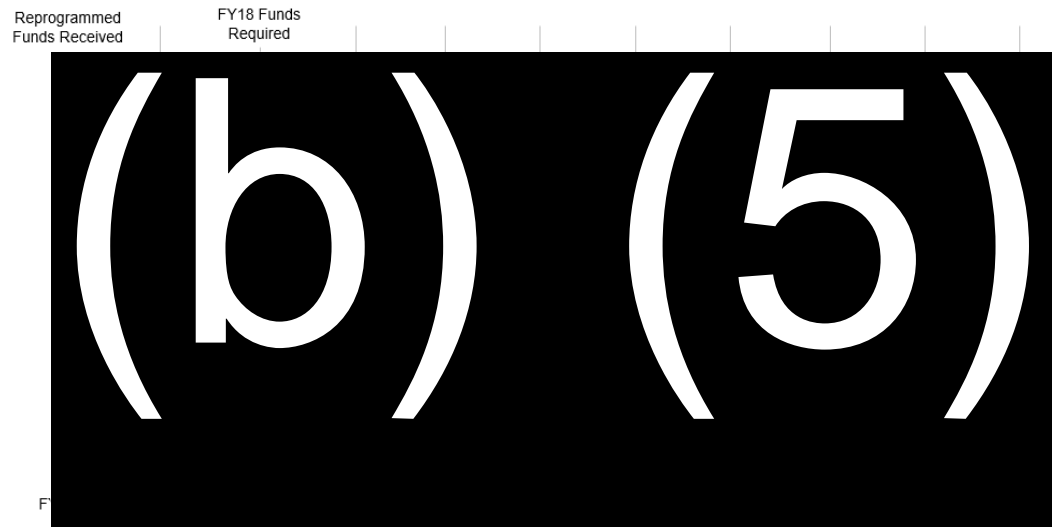 Reprogrammed
Funds Received
FY18 Funds
Required
(b) (5)